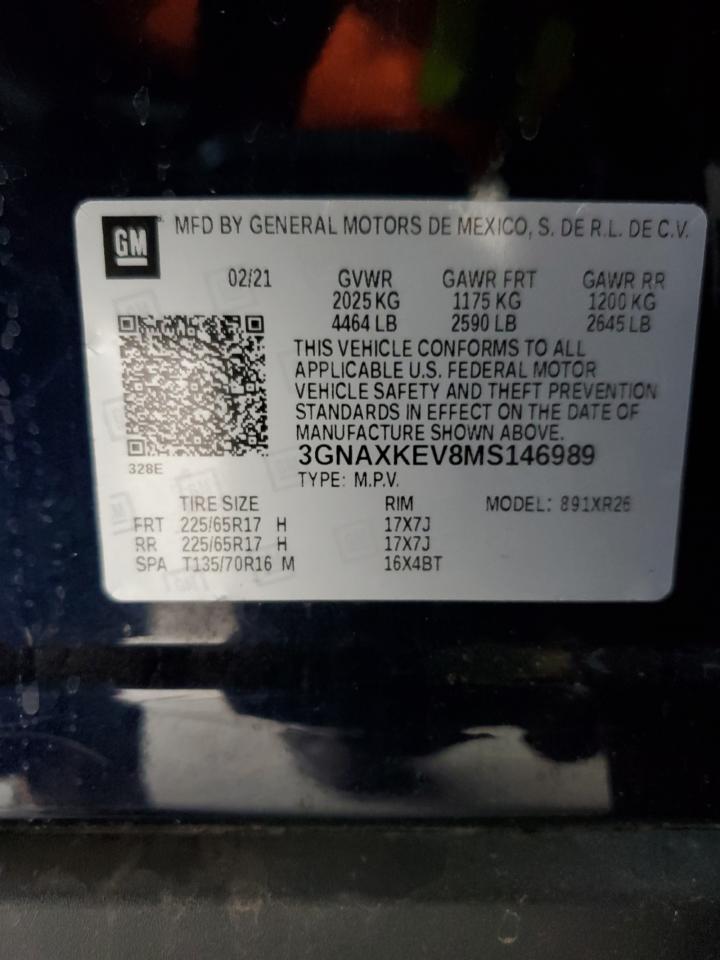 GM MFD BY GENERAL MOTORS DE MEXICO, S. DE R.L. DE C.V.
02/21 GVWR GAWR FRT GAWR RR
2025 KG 1175 KG 1200 KG
4464 LB 2590 LB 2645 LB
THIS VEHICLE CONFORMS TO ALL
APPLICABLE U.S. FEDERAL MOTOR
VEHICLE SAFETY AND THEFT PREVENTION
STANDARDS IN EFFECT ON THE DATE OF
MANUFACTURE SHOWN ABOVE.
3GNAXKEV8MS146989
328E
TYPE: M.P.V.
TIRE SIZE RIM MODEL: 891XR26
FRT 225/65R17 H 17X7J
RR 225/65R17 H 17X7J
SPA T135/70R16 M 16X4BT